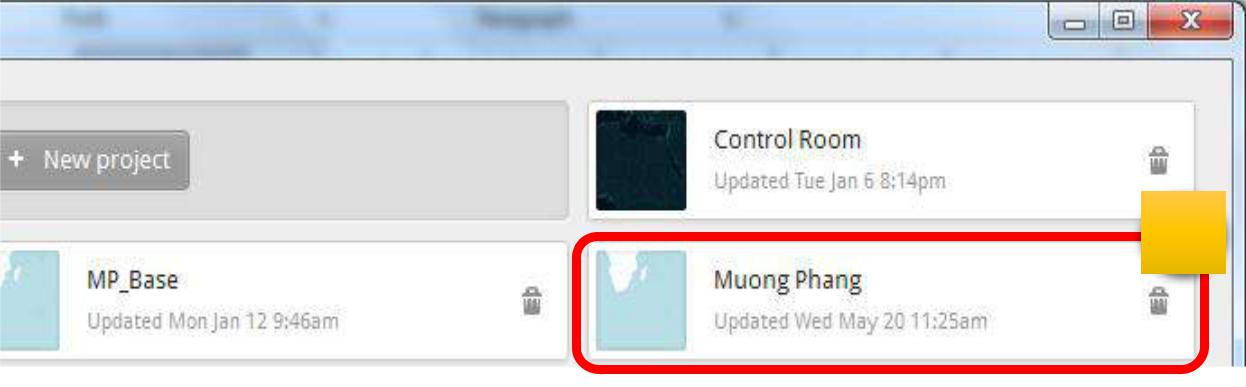 + New project
Control Room
Updated Tue Jan 6 8:14pm
MP_Base
Updated Mon Jan 12 9:46am
Muong Phang
Updated Wed May 20 11:25am